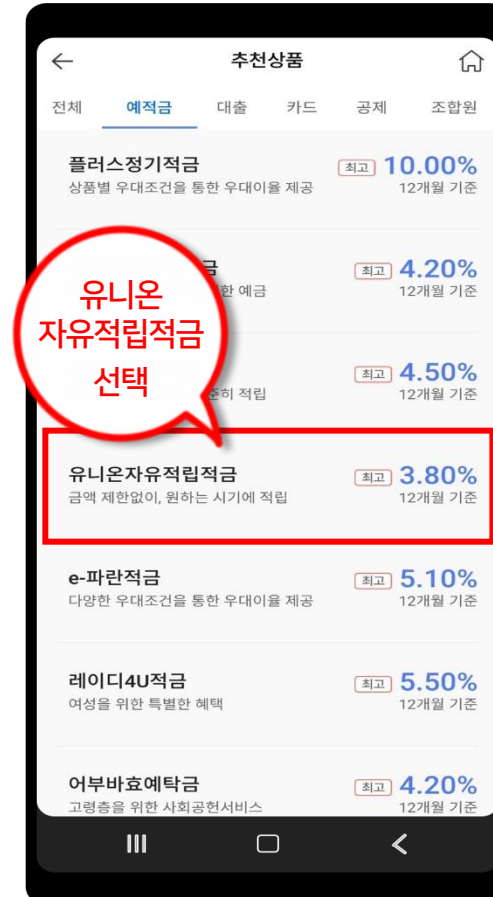 추천상품
전체 예적금 대출 카드 공제 조합원
플러스정기적금 최고 10.00%
상품별 우대조건을 통한 우대이율 제공 12개월 기준
금 최고 4.20%
한 예금 12개월 기준
유니온
자유적립적금
선택
최고 4.50%
히 적립 12개월 기준
유니온자유적립적금 최고 3.80%
금액 제한없이, 원하는 시기에 적립 12개월 기준
e-파란적금 최고 5.10%
다양한 우대조건을 통한 우대이율 제공 12개월 기준
레이디4U적금 최고 5.50%
여성을 위한 특별한 혜택 12개월 기준
어부바효예탁금 최고 4.20%
고령층을 위한 사회공헌서비스 12개월 기준